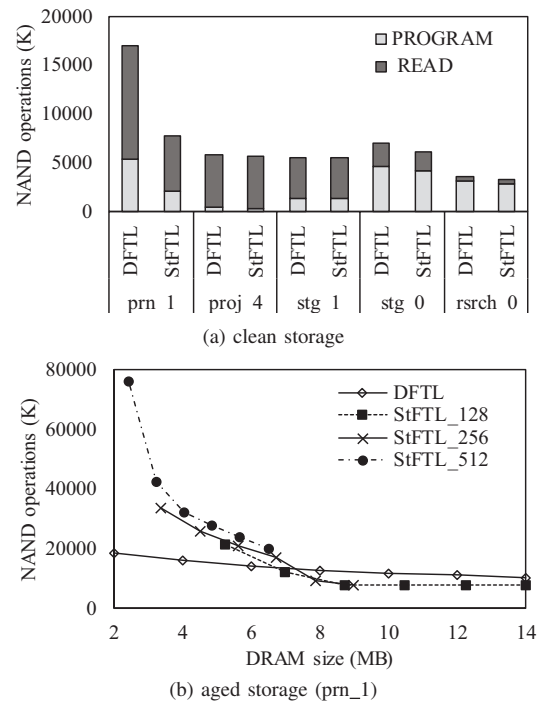 20000
15000
10000
5000
0
NAND operations (K)
PROGRAM
READ
DFTL StFTL DFTL StFTL DFTL StFTL DFTL StFTL DFTL StFTL
prn 1 proj 4 stg 1 stg 0 rsrch 0
(a) clean storage
80000
60000
40000
20000
0
NAND operations (K)
DFTL
StFTL_128
StFTL_256
StFTL_512
2 4 6 8 10 12 14
DRAM size (MB)
(b) aged storage (prn_1)